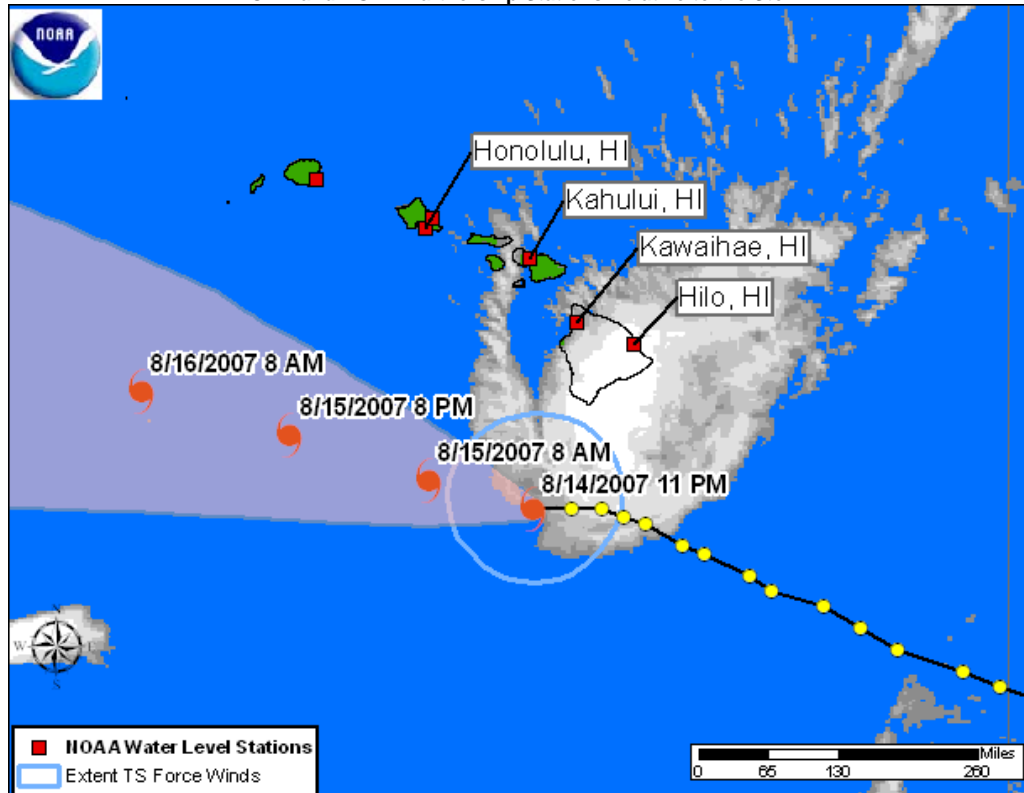 NOAA
Honolulu, HI
Kahului, HI
Kawaihae, HI
Hilo, HI
8/16/2007 8 AM
8/15/2007 8 PM
8/15/2007 8 AM
8/14/2007 11 PM
W
E
S
NOAA Water Level Stations
Extent TS Force Winds
Miles
0 65 130 260